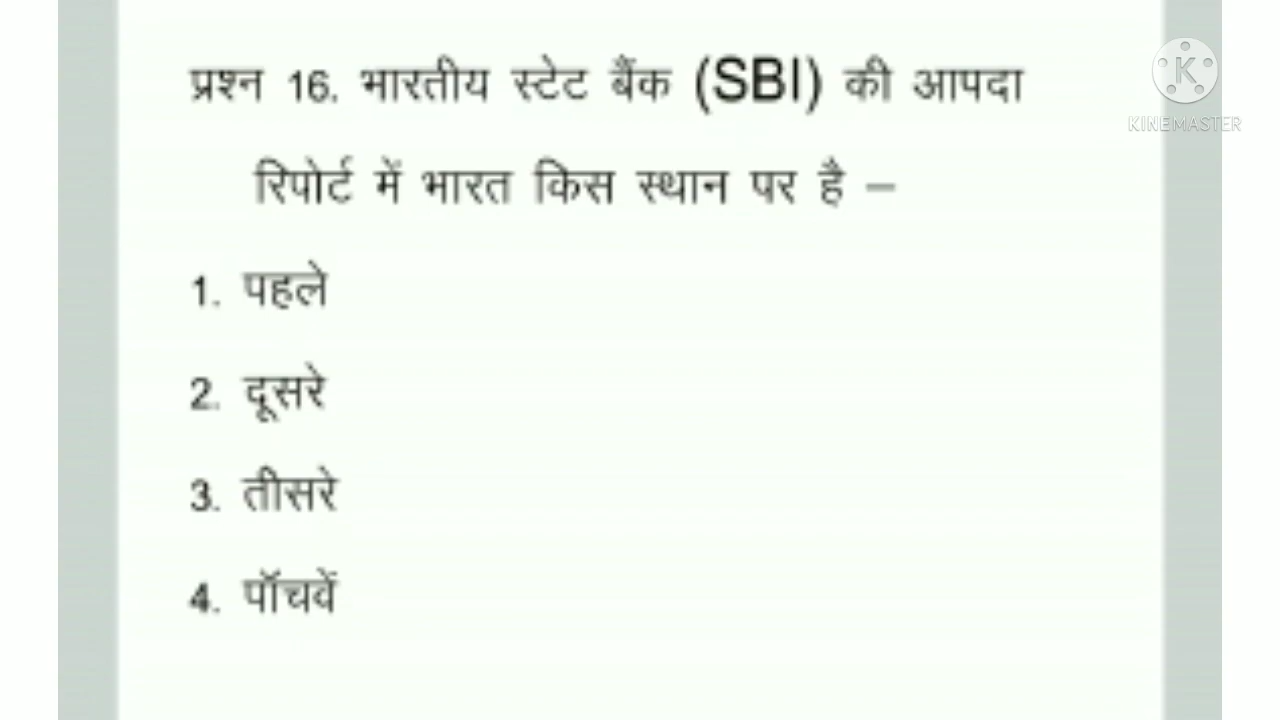 प्रश्न 16. भारतीय स्टेट बैंक (SBI) की आपदा
रिपोर्ट में भारत किस स्थान पर है –
1. पहले
2. दूसरे
3. तीसरे
4. पॉचवें
K
KINEMASTER